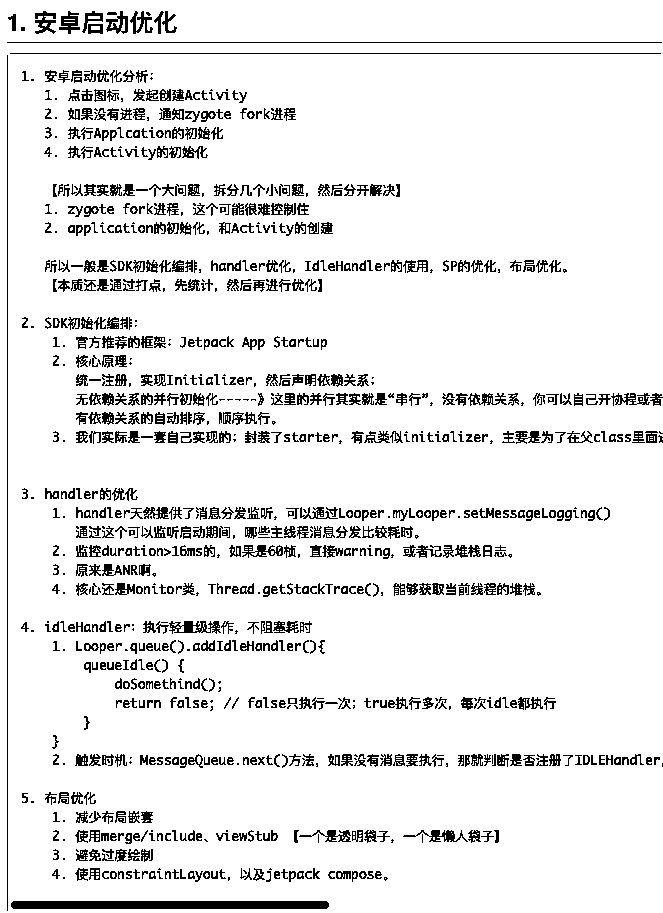 1. 安卓启动优化
1. 安卓启动优化分析：
1. 点击图标，发起创建Activity
2. 如果没有进程，通知zygote fork进程
3. 执行Applcation的初始化
4. 执行Activity的初始化
【所以其实就是一个大问题，拆分几个小问题，然后分开解决】
1. zygote fork进程，这个可能很难控制住
2. application的初始化，和Activity的创建
所以一般是SDK初始化编排，handler优化，IdleHandler的使用，SP的优化，布局优化。
【本质还是通过打点，先统计，然后再进行优化】
2. SDK初始化编排：
1. 官方推荐的框架：Jetpack App Startup
2. 核心原理：
统一注册，实现Initializer，然后声明依赖关系；
无依赖关系的并行初始化-----》这里的并行其实就是“串行”，没有依赖关系，你可以自己开协程或者
有依赖关系的自动排序，顺序执行。
3. 我们实际是一套自己实现的；封装了starter，有点类似initializer，主要是为了在父class里面
3. handler的优化
1. handler天然提供了消息分发监听，可以通过Looper.myLooper.setMessageLogging()
通过这个可以监听启动期间，哪些主线程消息分发比较耗时。
2. 监控duration>16ms的，如果是60帧，直接warning，或者记录堆栈日志。
3. 原来是ANR啊。
4. 核心还是Monitor类，Thread.getStackTrace()，能够获取当前线程的堆栈。
4. idleHandler：执行轻量级操作，不阻塞耗时
1. Looper.queue().addIdleHandler(){
queueIdle() {
doSomethind();
return false; // false只执行一次；true执行多次，每次idle都执行
}
}
2. 触发时机：MessageQueue.next()方法，如果没有消息要执行，那就判断是否注册了IDLEHandler，
5. 布局优化
1. 减少布局嵌套
2. 使用merge/include、viewStub 【一个是透明袋子，一个是懒人袋子】
3. 避免过度绘制
4. 使用constraintLayout，以及jetpack compose。